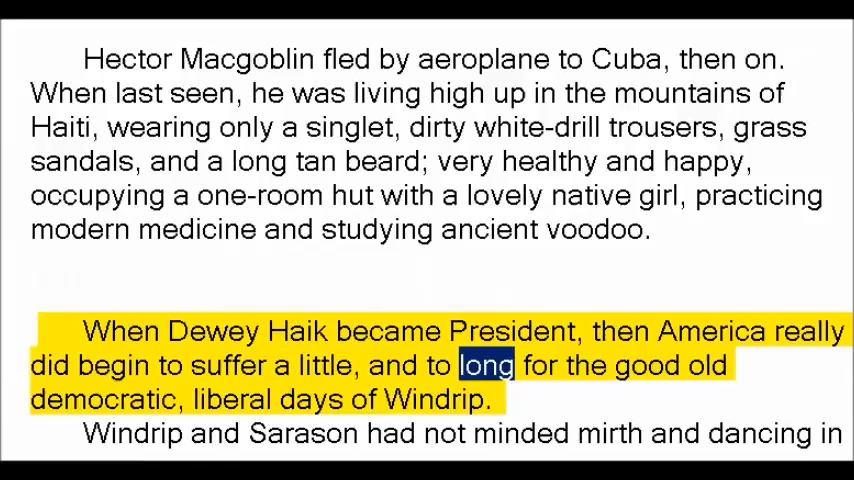 Hector Macgoblin fled by aeroplane to Cuba, then on.
When last seen, he was living high up in the mountains of
Haiti, wearing only a singlet, dirty white-drill trousers, grass
sandals, and a long tan beard; very healthy and happy,
occupying a one-room hut with a lovely native girl, practicing
modern medicine and studying ancient voodoo.
When Dewey Haik became President, then America really
did begin to suffer a little, and to long for the good old
democratic, liberal days of Windrip.
Windrip and Sarason had not minded mirth and dancing in